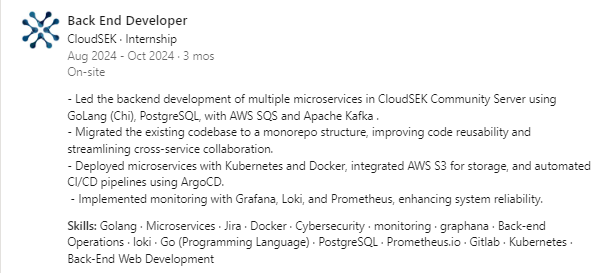 Back End Developer
CloudSEK · Internship
Aug 2024 - Oct 2024 · 3 mos
On-site
- Led the backend development of multiple microservices in CloudSEK Community Server using
GoLang (Chi), PostgreSQL, with AWS SQS and Apache Kafka .
- Migrated the existing codebase to a monorepo structure, improving code reusability and
streamlining cross-service collaboration.
- Deployed microservices with Kubernetes and Docker, integrated AWS S3 for storage, and automated
CI/CD pipelines using ArgoCD.
- Implemented monitoring with Grafana, Loki, and Prometheus, enhancing system reliability.
Skills: Golang · Microservices · Jira · Docker · Cybersecurity · monitoring · graphana · Back-end
Operations · loki · Go (Programming Language) · PostgreSQL · Prometheus.io · Gitlab · Kubernetes ·
Back-End Web Development